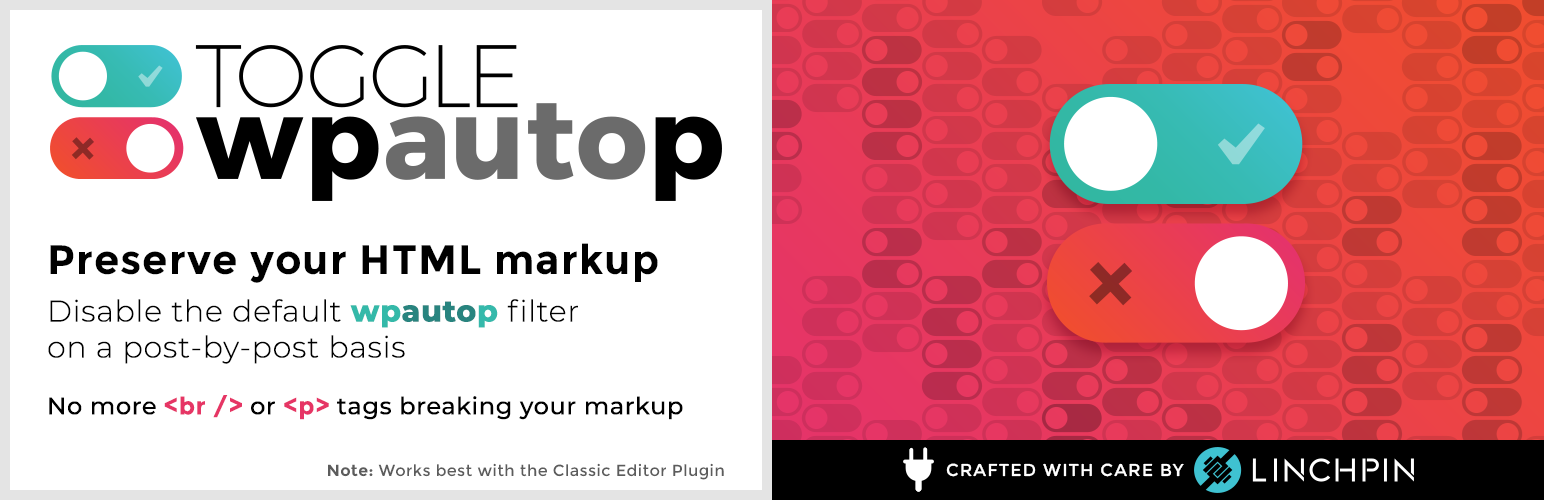 TOGGLE
wpautop
Preserve your HTML markup
Disable the default wpautop filter
on a post-by-post basis
No more <br /> or <p> tags breaking your markup
Note: Works best with the Classic Editor Plugin
CRAFTED WITH CARE BY LINCHPIN